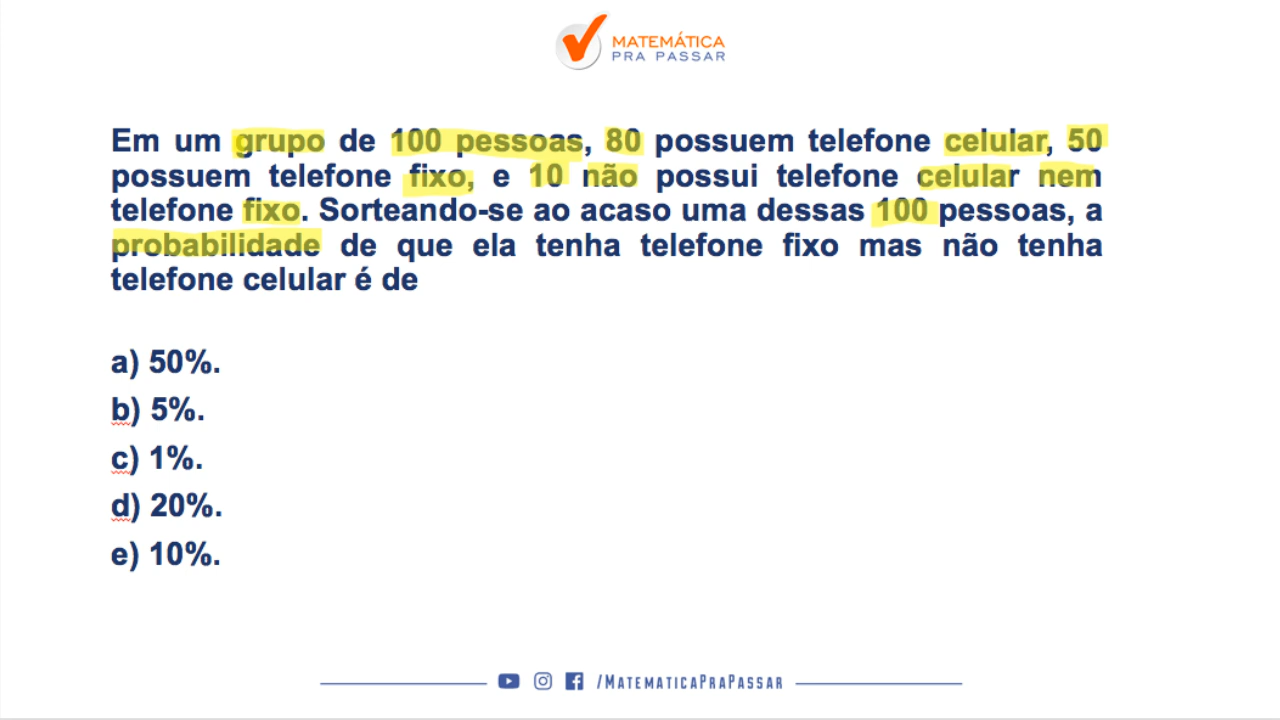 MATEMÁTICA
PRA PASSAR
Em um grupo de 100 pessoas, 80 possuem telefone celular, 50
possuem telefone fixo, e 10 não possui telefone celular nem
telefone fixo. Sorteando-se ao acaso uma dessas 100 pessoas, a
probabilidade de que ela tenha telefone fixo mas não tenha
telefone celular é de
a) 50%.
b) 5%.
c) 1%.
d) 20%.
e) 10%.
/MATEMATICAPRAPASSAR